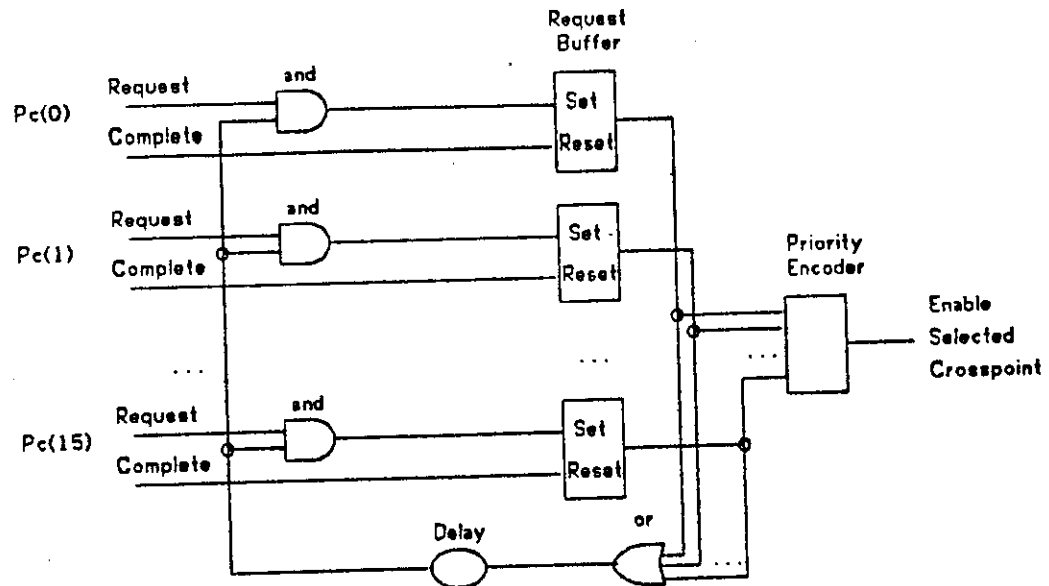 Request
Buffer
Request
and
Set
Pc(0)
Complete
Reset
Request
and
Set
Pc(1)
Complete
Reset
Priority
Encoder
Enable
Selected
Crosspoint
...
...
...
Request
and
Set
Pc(15)
Complete
Reset
Delay
or
...